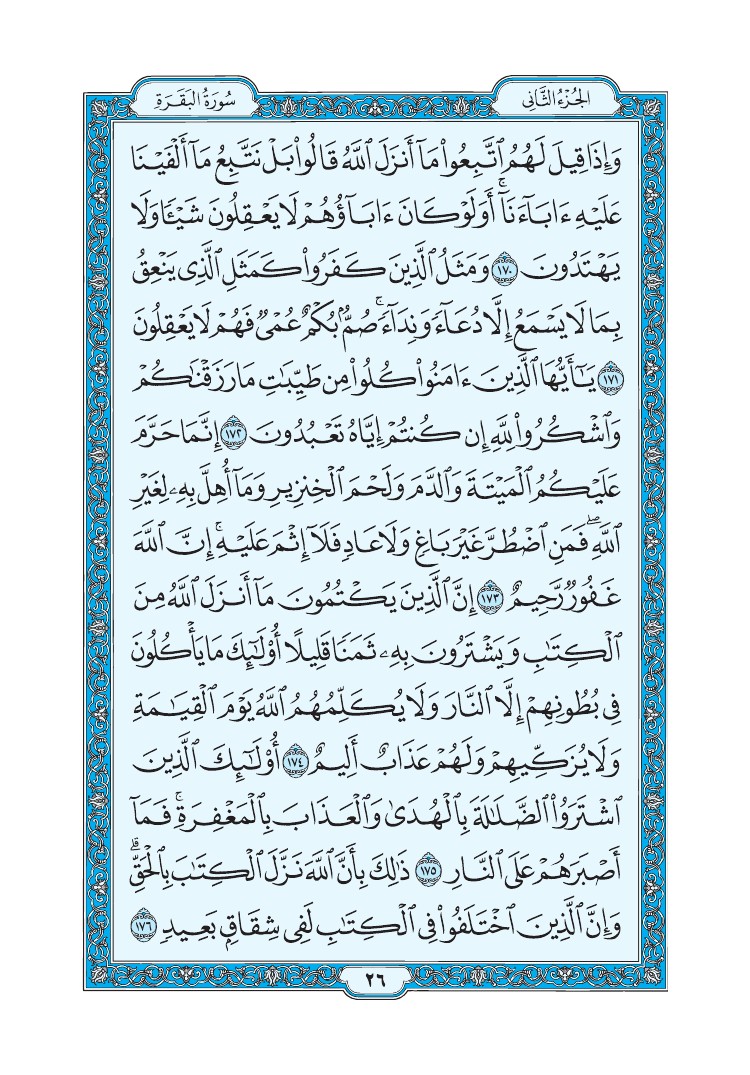 الجُزْءُ الثَّانِي
سُورَةُ البَقَرَةِ
وَإِذَا قِيلَ لَهُمُ ٱتَّبِعُوا۟ مَآ أَنزَلَ ٱللَّهُ قَالُوا۟ بَلْ نَتَّبِعُ مَآ أَلْفَيْنَا
عَلَيْهِ ءَابَآءَنَآ ۗ أَوَلَوْ كَانَ ءَابَآؤُهُمْ لَا يَعْقِلُونَ شَيْـًٔا وَلَا
يَهْتَدُونَ ١٧٠ وَمَثَلُ ٱلَّذِينَ كَفَرُوا۟ كَمَثَلِ ٱلَّذِى يَنْعِقُ
بِمَا لَا يَسْمَعُ إِلَّا دُعَآءً وَنِدَآءً ۚ صُمٌّۢ بُكْمٌ عُمْىٌ فَهُمْ لَا يَعْقِلُونَ
١٧١ يَـٰٓأَيُّهَا ٱلَّذِينَ ءَامَنُوا۟ كُلُوا۟ مِن طَيِّبَـٰتِ مَا رَزَقْنَـٰكُمْ
وَٱشْكُرُوا۟ لِلَّهِ إِن كُنتُمْ إِيَّاهُ تَعْبُدُونَ ١٧٢ إِنَّمَا حَرَّمَ
عَلَيْكُمُ ٱلْمَيْتَةَ وَٱلدَّمَ وَلَحْمَ ٱلْخِنزِيرِ وَمَآ أُهِلَّ بِهِۦ لِغَيْرِ
ٱللَّهِ ۖ فَمَنِ ٱضْطُرَّ غَيْرَ بَاغٍ وَلَا عَادٍ فَلَآ إِثْمَ عَلَيْهِ ۚ إِنَّ ٱللَّهَ
غَفُورٌ رَّحِيمٌ ١٧٣ إِنَّ ٱلَّذِينَ يَكْتُمُونَ مَآ أَنزَلَ ٱللَّهُ مِنَ
ٱلْكِتَـٰبِ وَيَشْتَرُونَ بِهِۦ ثَمَنًا قَلِيلًا أُو۟لَـٰٓئِكَ مَا يَأْكُلُونَ
فِى بُطُونِهِمْ إِلَّا ٱلنَّارَ وَلَا يُكَلِّمُهُمُ ٱللَّهُ يَوْمَ ٱلْقِيَـٰمَةِ
وَلَا يُزَكِّيهِمْ وَلَهُمْ عَذَابٌ أَلِيمٌ ١٧٤ أُو۟لَـٰٓئِكَ ٱلَّذِينَ
ٱشْتَرَوُا۟ ٱلضَّلَـٰلَةَ بِٱلْهُدَىٰ وَٱلْعَذَابَ بِٱلْمَغْفِرَةِ ۚ فَمَآ
أَصْبَرَهُمْ عَلَى ٱلنَّارِ ١٧٥ ذَٰلِكَ بِأَنَّ ٱللَّهَ نَزَّلَ ٱلْكِتَـٰبَ بِٱلْحَقِّ ۗ
وَإِنَّ ٱلَّذِينَ ٱخْتَلَفُوا۟ فِى ٱلْكِتَـٰبِ لَفِى شِقَاقٍۭ بَعِيدٍ ١٧٦
٢٦